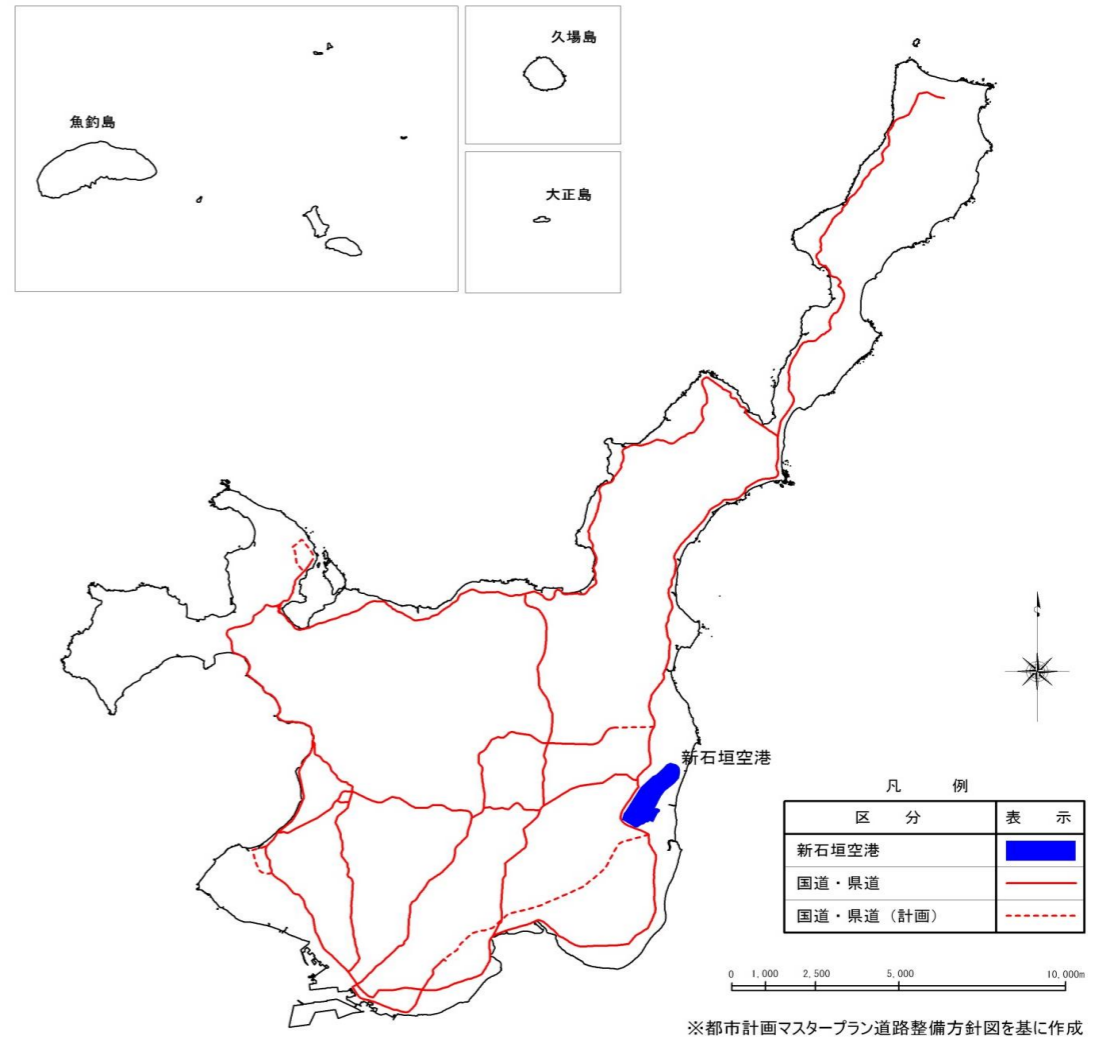 久場島
魚釣島
大正島
新石垣空港
凡 例
区 分 表 示
新石垣空港
国道・県道
国道・県道（計画）
0 1,000 2,500 5,000 10,000m
※都市計画マスタープラン道路整備方針図を基に作成